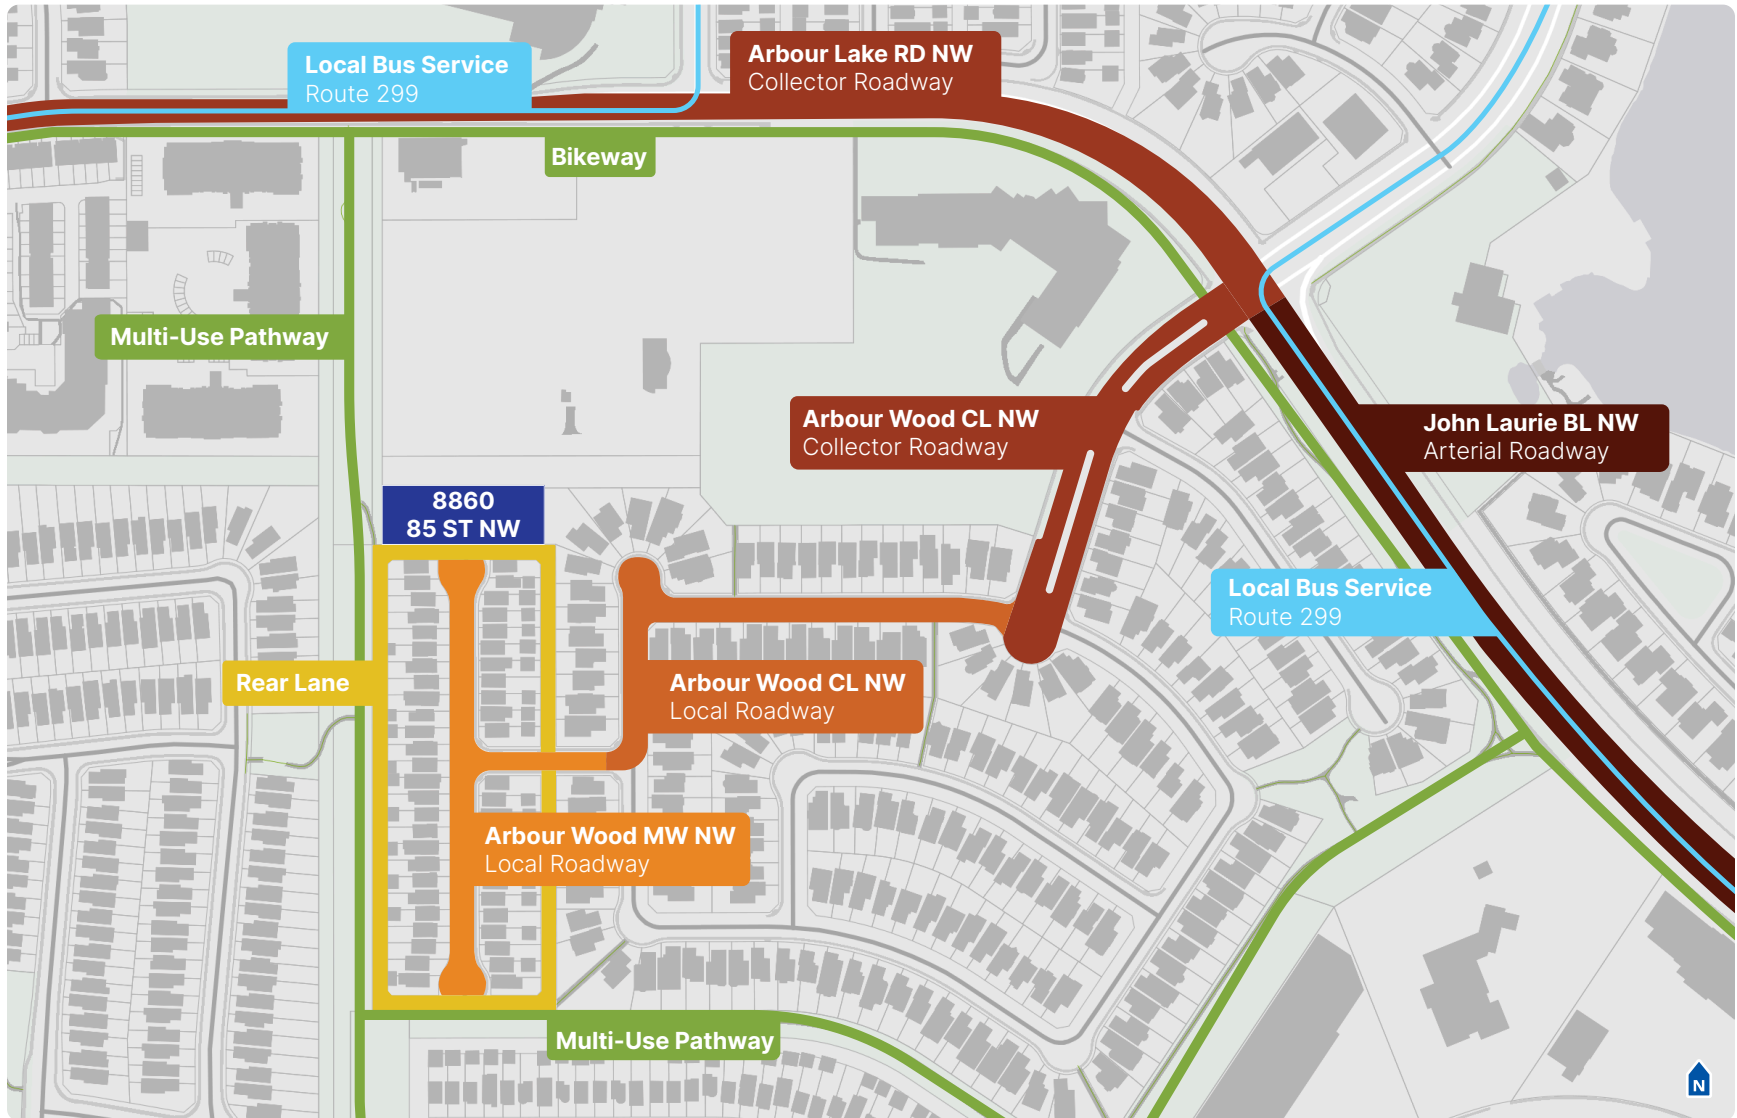 Local Bus Service
Route 299
Arbour Lake RD NW
Collector Roadway
Bikeway
Multi-Use Pathway
Arbour Wood CL NW
Collector Roadway
John Laurie BL NW
Arterial Roadway
8860
85 ST NW
Local Bus Service
Route 299
Rear Lane
Arbour Wood CL NW
Local Roadway
Arbour Wood MW NW
Local Roadway
Multi-Use Pathway
N